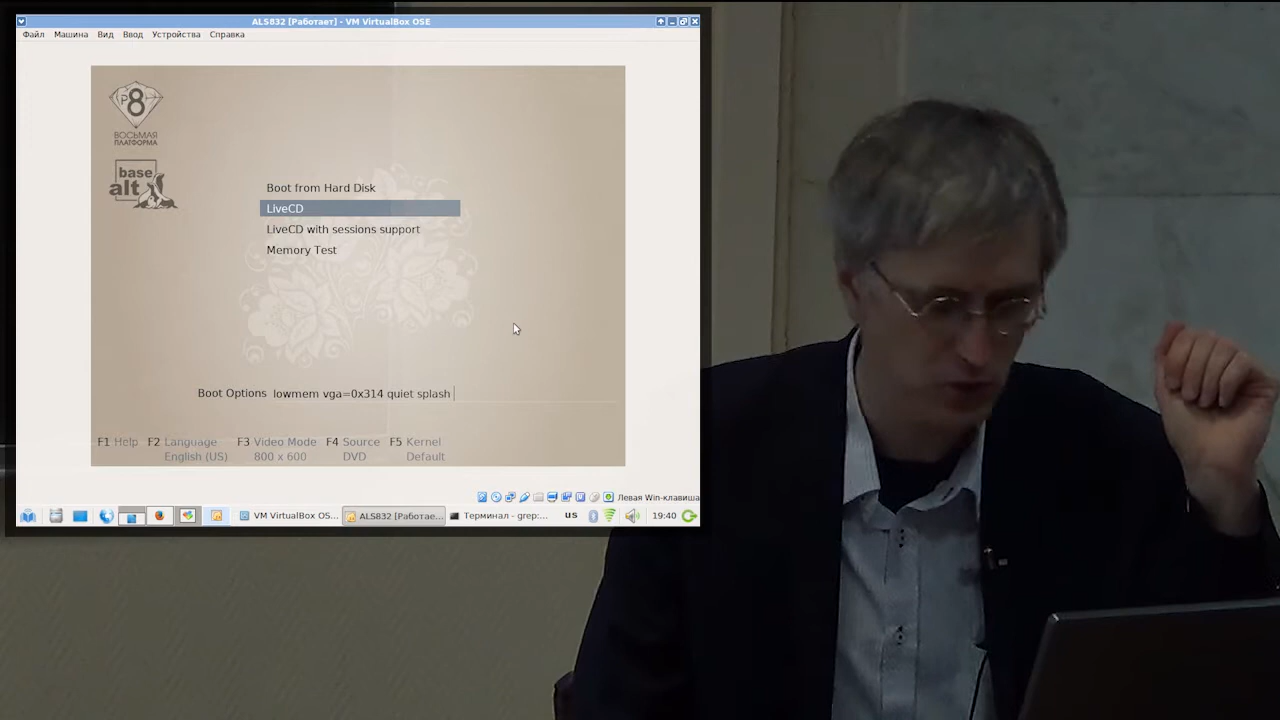 ALS832 [Работает] - VM VirtualBox OSE
Файл Машина Вид Ввод Устройства Справка
P8
ВОСЬМАЯ
ПЛАТФОРМА
base
alt
Boot from Hard Disk
LiveCD
LiveCD with sessions support
Memory Test
Boot Options lowmem vga=0x314 quiet splash
F1 Help F2 Language F3 Video Mode F4 Source F5 Kernel
English (US) 800 x 600 DVD Default
Левая Win-клавиша
VM VirtualBox OS... ALS832 [Работае... Терминал - grep:... us 19:40